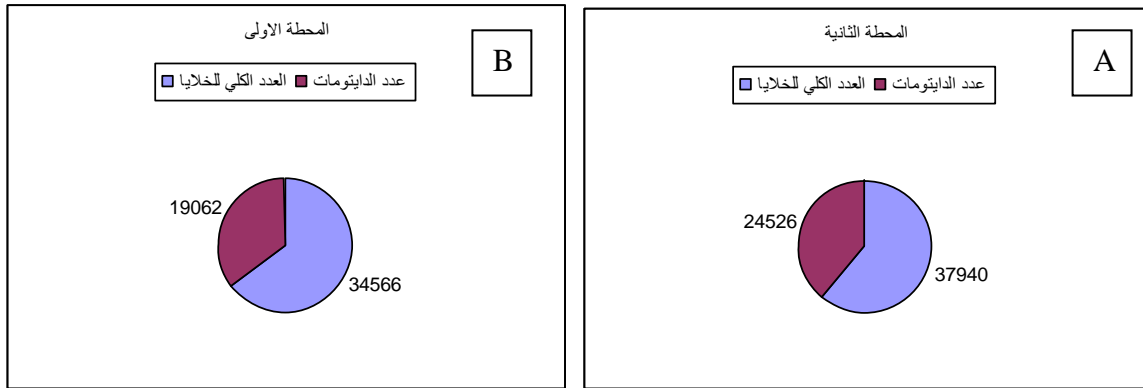 المحطة الاولى
B
العدد الكلي للخلايا عدد الدايتومات
19062
34566
المحطة الثانية
A
العدد الكلي للخلايا عدد الدايتومات
24526
37940